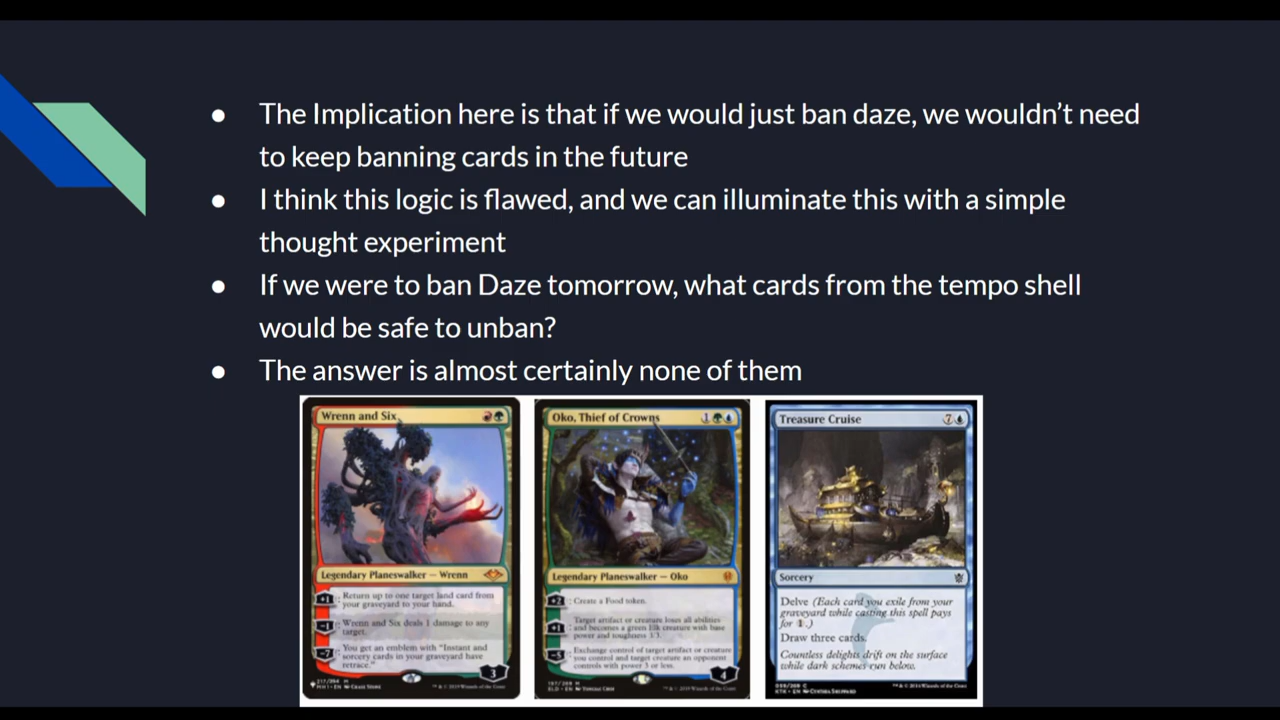 ● The Implication here is that if we would just ban daze, we wouldn't need
to keep banning cards in the future
● I think this logic is flawed, and we can illuminate this with a simple
thought experiment
● If we were to ban Daze tomorrow, what cards from the tempo shell
would be safe to unban?
● The answer is almost certainly none of them
Wrenn and Six
Legendary Planeswalker – Wrenn
+1: Return up to one target land card from
your graveyard to your hand.
-1: Wrenn and Six deals 1 damage to any
target.
-7: You get an emblem with "Instant and
sorcery cards in your graveyard have
retrace."
3
Oko, Thief of Crowns
1
Legendary Planeswalker – Oko
+2: Create a Food token.
+1: Target artifact or creature loses all abilities
and becomes a green Elk creature with base
power and toughness 3/3.
-5: Exchange control of target artifact or creature
you control and target creature an opponent
controls with power 3 or less.
4
Treasure Cruise
7
Sorcery
Delve (Each card you exile from your
graveyard while casting this spell pays
for 1.)
Draw three cards.
Countless delights drift on the surface
while dark schemes run below.